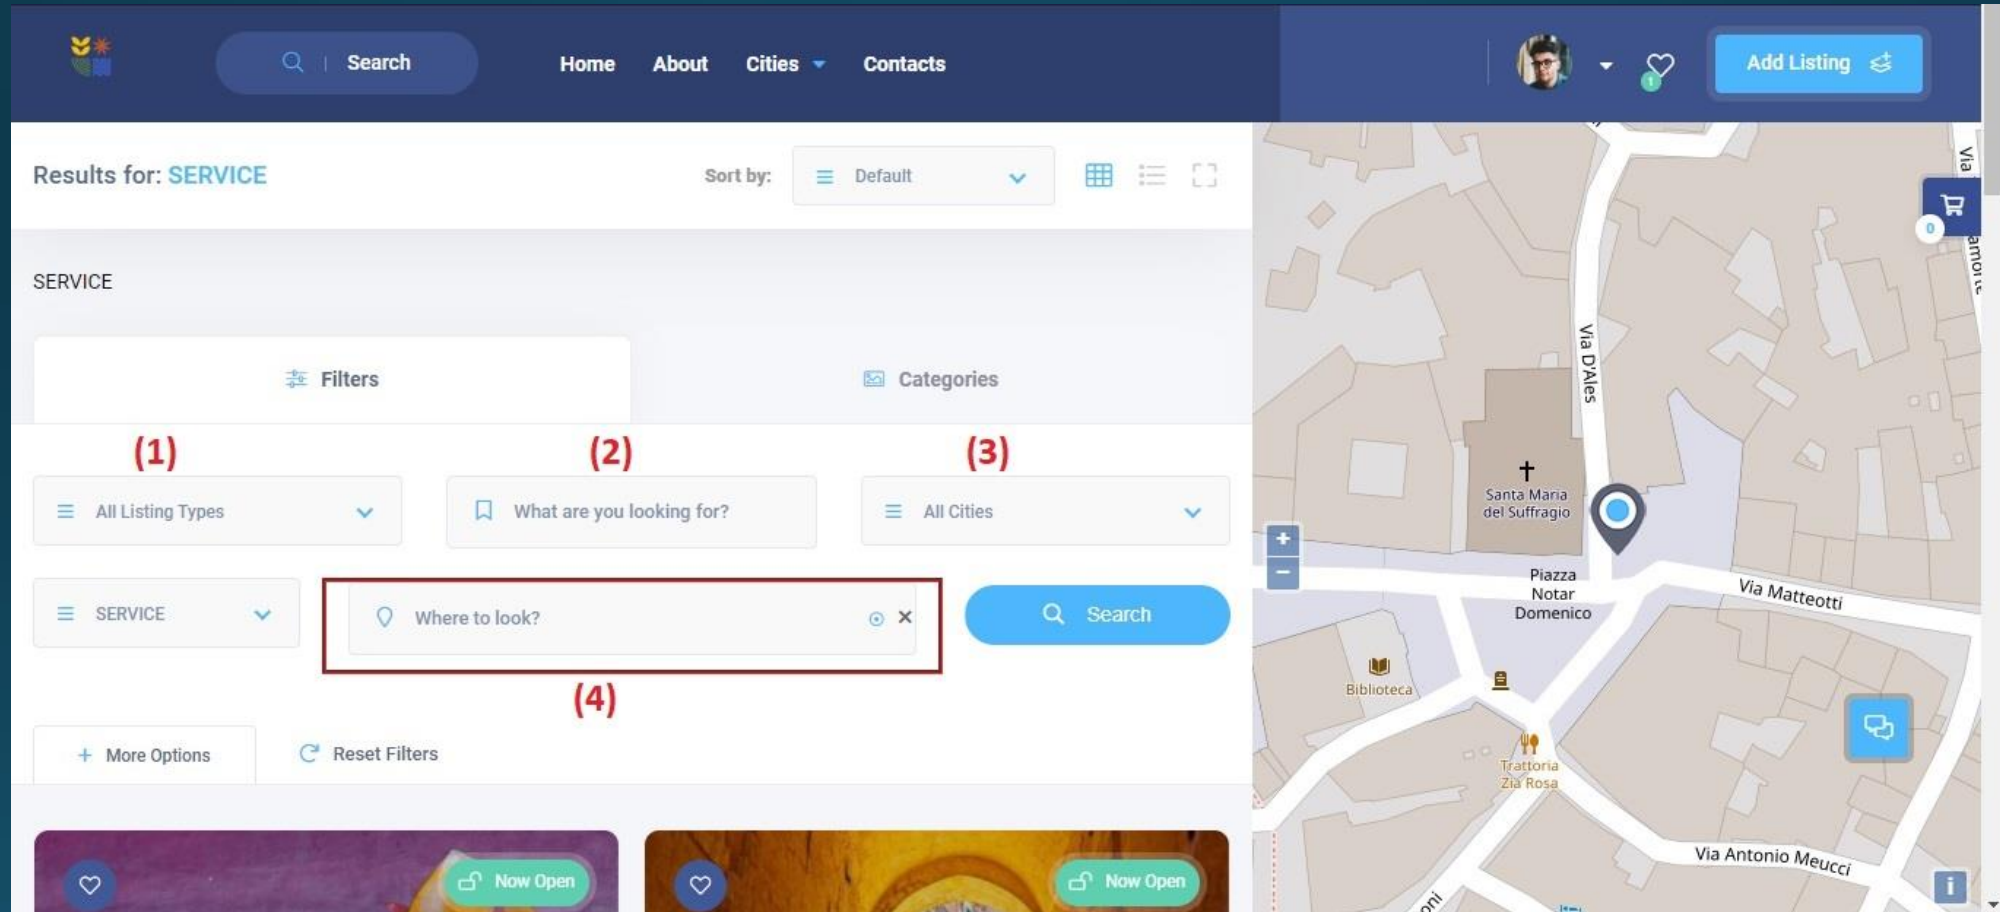 Search
Home
About
Cities
Contacts
1
Add Listing
Results for: SERVICE
Sort by:
Default
SERVICE
Filters
Categories
(1)
(2)
(3)
All Listing Types
What are you looking for?
All Cities
SERVICE
Where to look?
Search
(4)
+ More Options
Reset Filters
Now Open
Now Open
Via
0
Via D'Ales
Santa Maria
del Suffragio
+
−
Piazza
Notar
Domenico
Via Matteotti
Biblioteca
Trattoria
Zia Rosa
Via Antonio Meucci
i